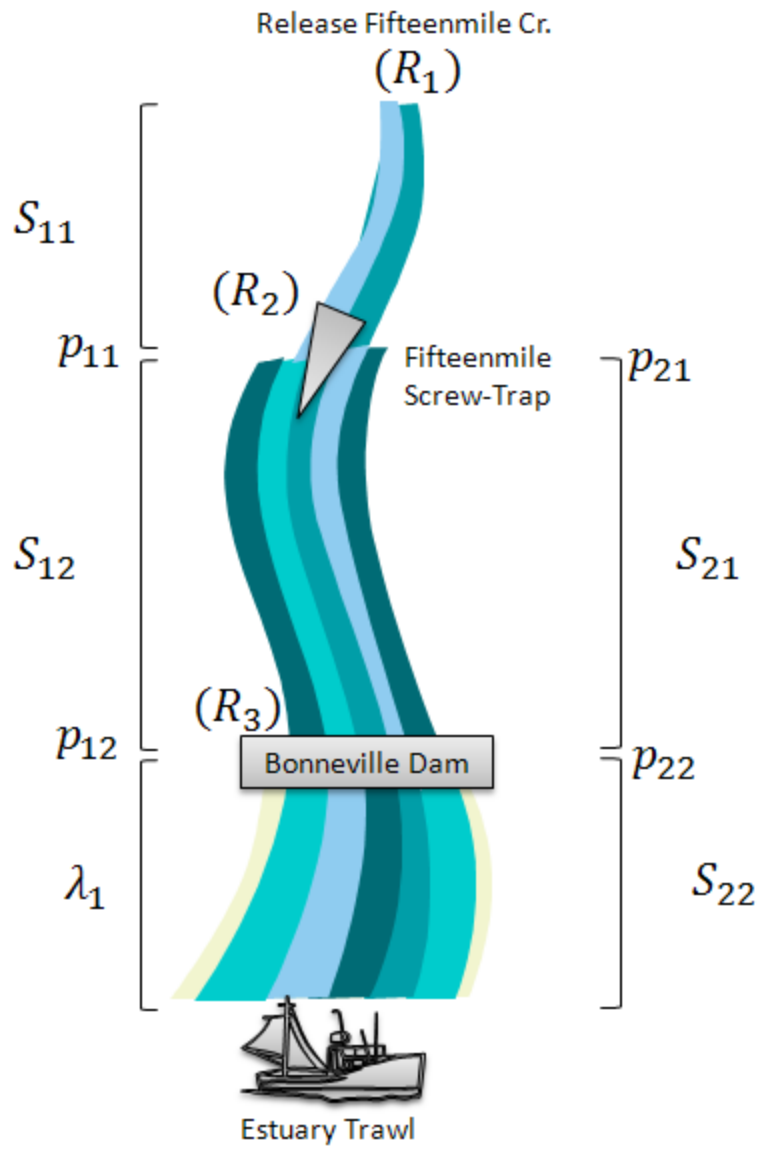 Release Fifteenmile Cr.
(R₁)
S₁₁
(R₂)
p₁₁
Fifteenmile
Screw-Trap
p₂₁
S₁₂
S₂₁
(R₃)
p₁₂
Bonneville Dam
p₂₂
λ₁
S₂₂
Estuary Trawl